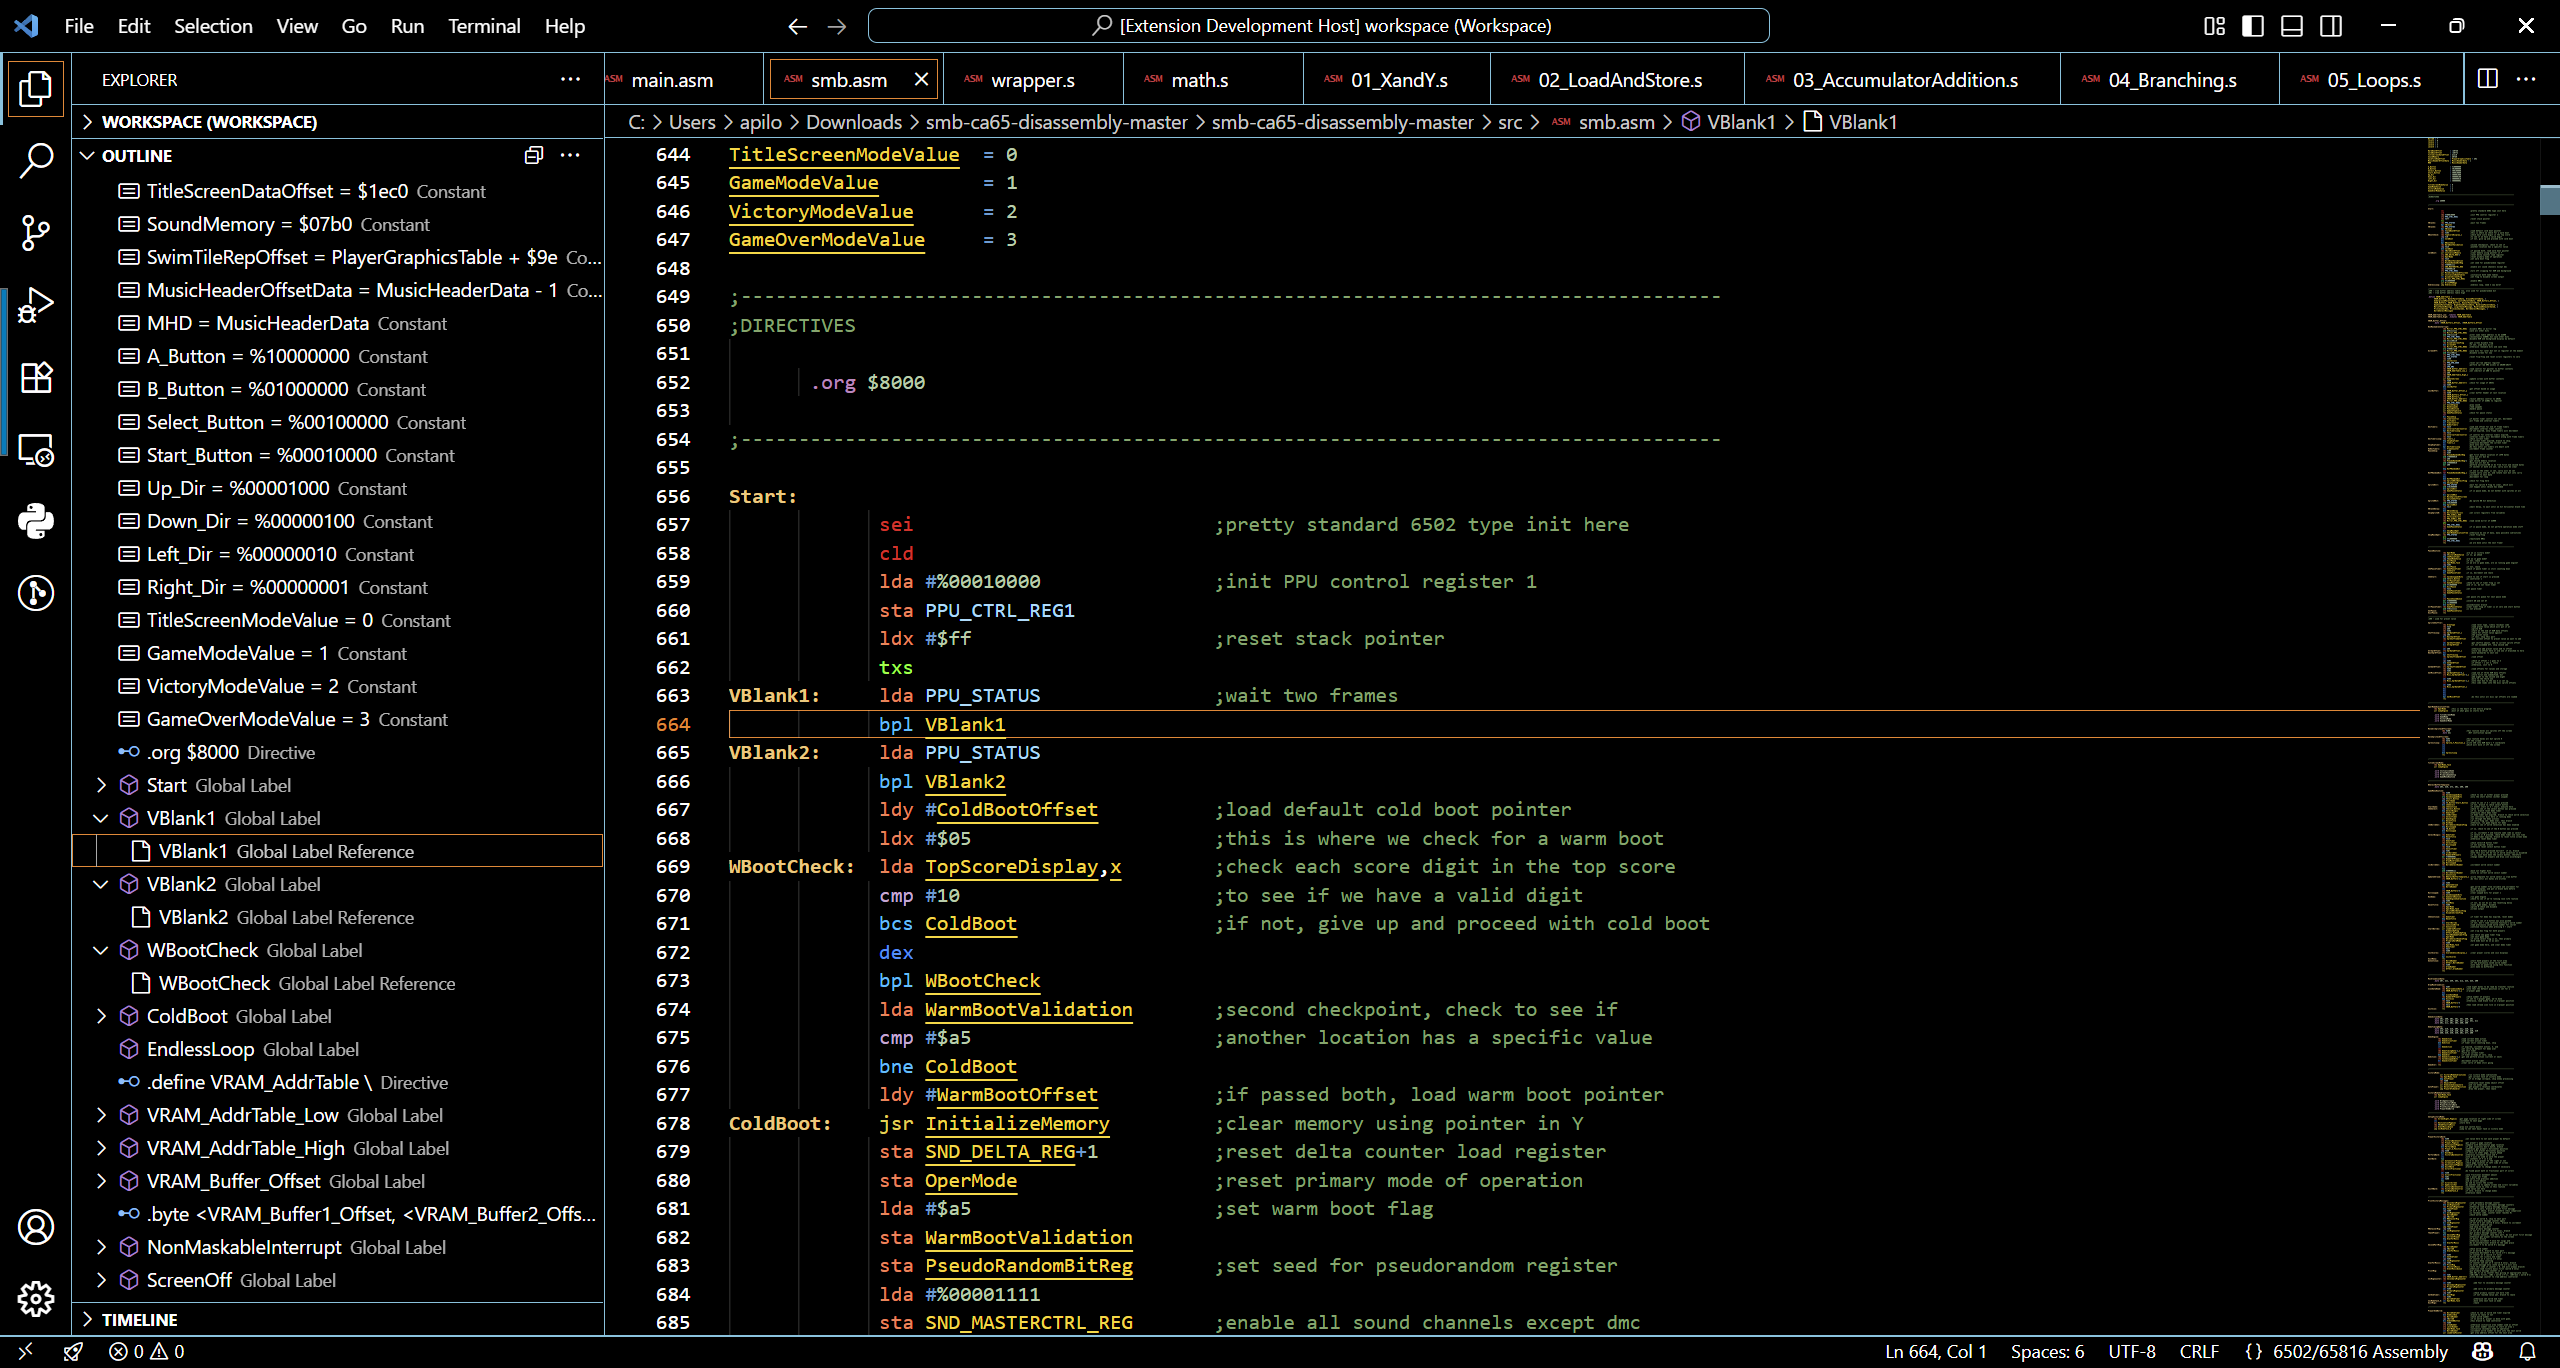 File Edit Selection View Go Run Terminal Help
[Extension Development Host] workspace (Workspace)
EXPLORER
WORKSPACE (WORKSPACE)
OUTLINE
TitleScreenDataOffset = $1ec0 Constant
SoundMemory = $07b0 Constant
SwimTileRepOffset = PlayerGraphicsTable + $9e Co...
MusicHeaderOffsetData = MusicHeaderData - 1 Co...
MHD = MusicHeaderData Constant
A_Button = %10000000 Constant
B_Button = %01000000 Constant
Select_Button = %00100000 Constant
Start_Button = %00010000 Constant
Up_Dir = %00001000 Constant
Down_Dir = %00000100 Constant
Left_Dir = %00000010 Constant
Right_Dir = %00000001 Constant
TitleScreenModeValue = 0 Constant
GameModeValue = 1 Constant
VictoryModeValue = 2 Constant
GameOverModeValue = 3 Constant
.org $8000 Directive
Start Global Label
VBlank1 Global Label
VBlank1 Global Label Reference
VBlank2 Global Label
VBlank2 Global Label Reference
WBootCheck Global Label
WBootCheck Global Label Reference
ColdBoot Global Label
EndlessLoop Global Label
.define VRAM_AddrTable \ Directive
VRAM_AddrTable_Low Global Label
VRAM_AddrTable_High Global Label
VRAM_Buffer_Offset Global Label
.byte <VRAM_Buffer1_Offset, <VRAM_Buffer2_Offs...
NonMaskableInterrupt Global Label
ScreenOff Global Label
TIMELINE
ASM main.asm ASM smb.asm ASM wrapper.s ASM math.s ASM 01_XandY.s ASM 02_LoadAndStore.s ASM 03_AccumulatorAddition.s ASM 04_Branching.s ASM 05_Loops.s
C: > Users > apilo > Downloads > smb-ca65-disassembly-master > smb-ca65-disassembly-master > src > ASM smb.asm > VBlank1 > VBlank1
644 TitleScreenModeValue = 0
645 GameModeValue = 1
646 VictoryModeValue = 2
647 GameOverModeValue = 3
648
649 ;-------------------------------------------------------------------------------------
650 ;DIRECTIVES
651
652 .org $8000
653
654 ;-------------------------------------------------------------------------------------
655
656 Start:
657 sei ;pretty standard 6502 type init here
658 cld
659 lda #%00010000 ;init PPU control register 1
660 sta PPU_CTRL_REG1
661 ldx #$ff ;reset stack pointer
662 txs
663 VBlank1: lda PPU_STATUS ;wait two frames
664 bpl VBlank1
665 VBlank2: lda PPU_STATUS
666 bpl VBlank2
667 ldy #ColdBootOffset ;load default cold boot pointer
668 ldx #$05 ;this is where we check for a warm boot
669 WBootCheck: lda TopScoreDisplay,x ;check each score digit in the top score
670 cmp #10 ;to see if we have a valid digit
671 bcs ColdBoot ;if not, give up and proceed with cold boot
672 dex
673 bpl WBootCheck
674 lda WarmBootValidation ;second checkpoint, check to see if
675 cmp #$a5 ;another location has a specific value
676 bne ColdBoot
677 ldy #WarmBootOffset ;if passed both, load warm boot pointer
678 ColdBoot: jsr InitializeMemory ;clear memory using pointer in Y
679 sta SND_DELTA_REG+1 ;reset delta counter load register
680 sta OperMode ;reset primary mode of operation
681 lda #$a5 ;set warm boot flag
682 sta WarmBootValidation
683 sta PseudoRandomBitReg ;set seed for pseudorandom register
684 lda #%00001111
685 sta SND_MASTERCTRL_REG ;enable all sound channels except dmc
0 0
Ln 664, Col 1 Spaces: 6 UTF-8 CRLF {} 6502/65816 Assembly